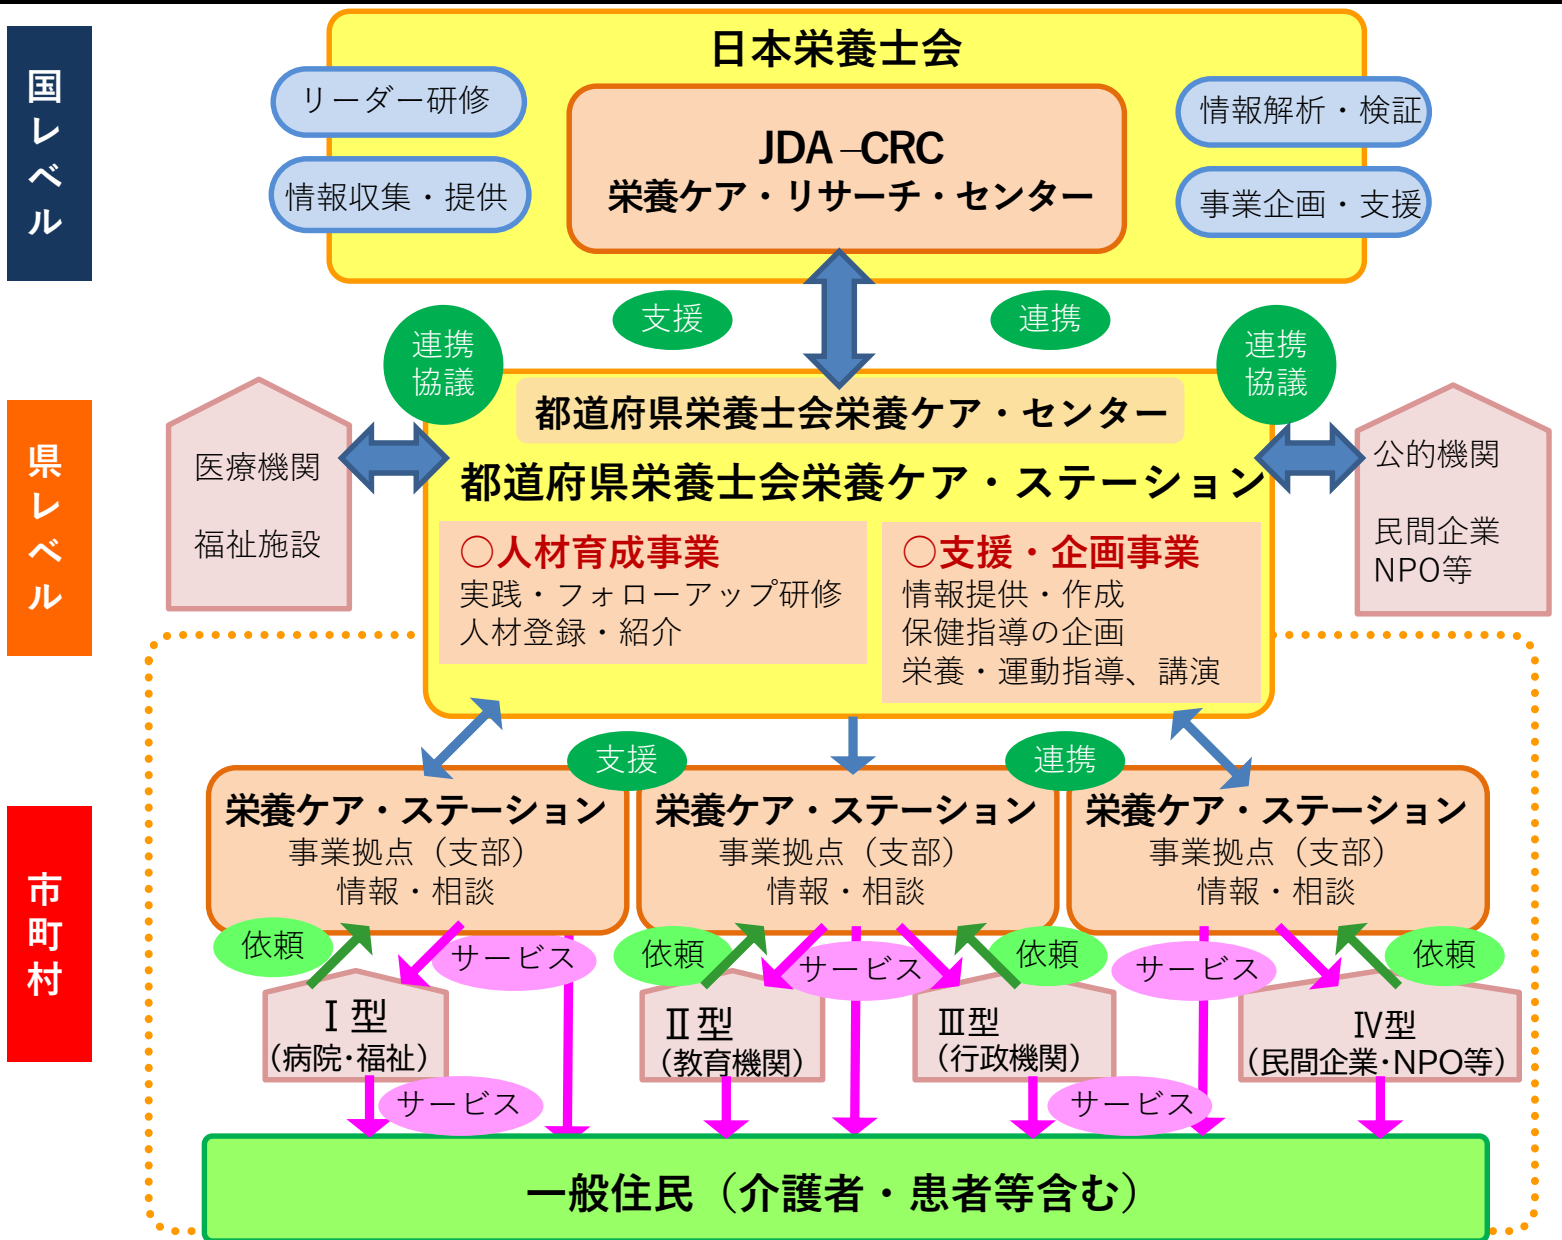 国レベル
日本栄養士会
リーダー研修
情報収集・提供
JDA–CRC
栄養ケア・リサーチ・センター
情報解析・検証
事業企画・支援
支援
連携
連携
協議
連携
協議
県レベル
医療機関
福祉施設
都道府県栄養士会栄養ケア・センター
都道府県栄養士会栄養ケア・ステーション
○人材育成事業
実践・フォローアップ研修
人材登録・紹介
○支援・企画事業
情報提供・作成
保健指導の企画
栄養・運動指導、講演
公的機関
民間企業
NPO等
市町村
支援
連携
栄養ケア・ステーション
事業拠点（支部）
情報・相談
栄養ケア・ステーション
事業拠点（支部）
情報・相談
栄養ケア・ステーション
事業拠点（支部）
情報・相談
依頼
サービス
依頼
サービス
依頼
サービス
依頼
Ⅰ型
（病院・福祉）
Ⅱ型
（教育機関）
Ⅲ型
（行政機関）
Ⅳ型
（民間企業・NPO等）
サービス
サービス
一般住民（介護者・患者等含む）